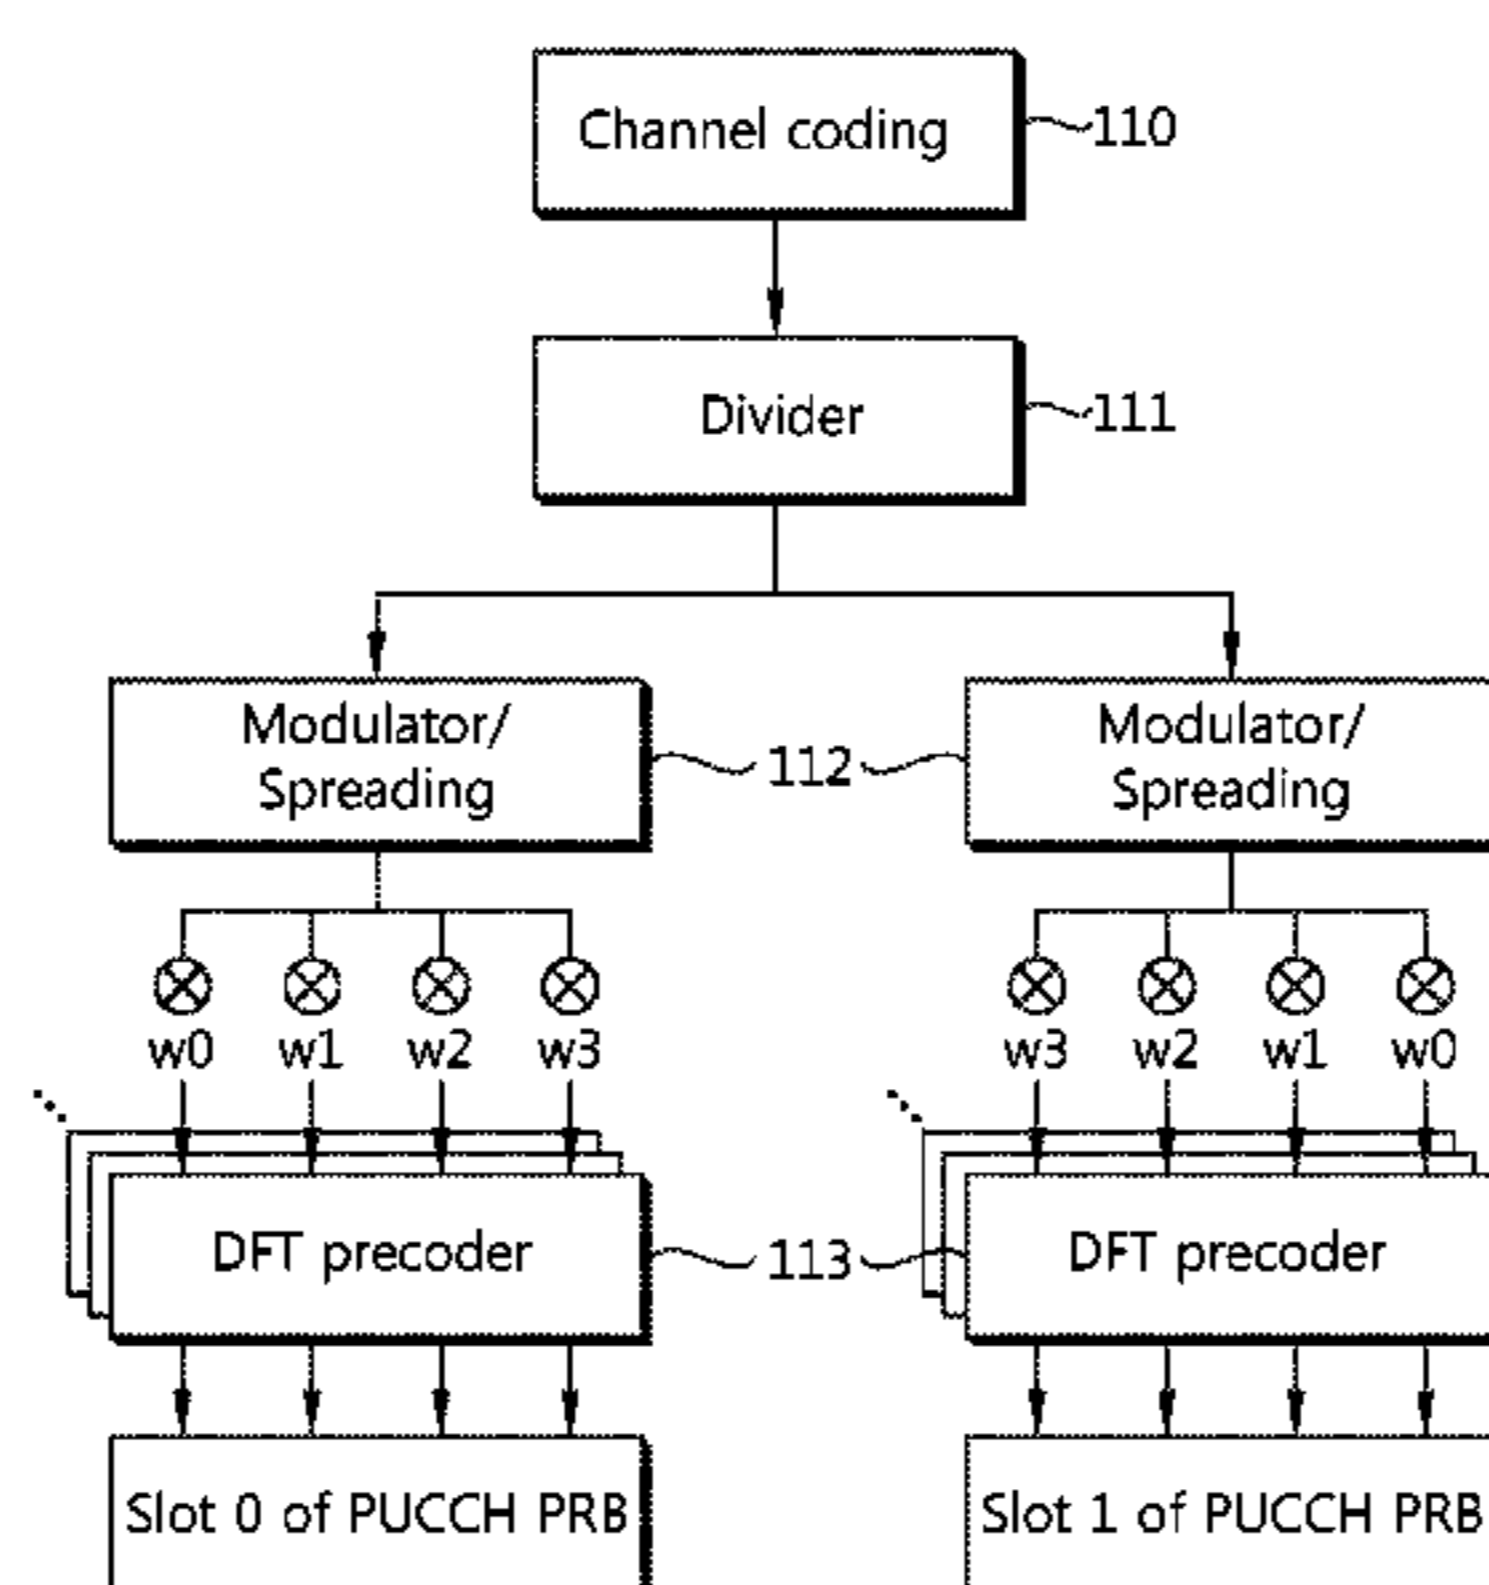 Channel coding
110
Divider
111
Modulator/
Spreading
112
Modulator/
Spreading
w0 w1 w2 w3
w3 w2 w1 w0
DFT precoder
113
DFT precoder
Slot 0 of PUCCH PRB
Slot 1 of PUCCH PRB